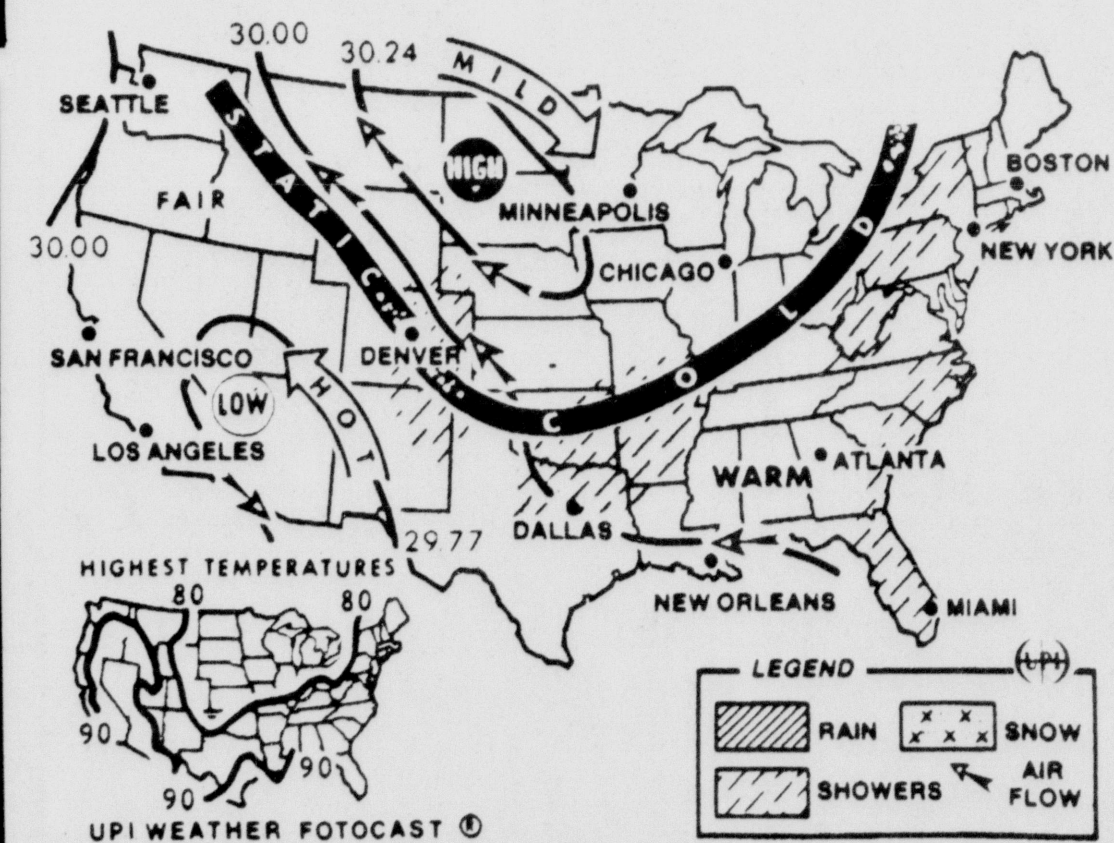 30.00
30.24
MILD
SEATTLE
STATIC
HIGH
BOSTON
FAIR
MINNEAPOLIS
NEW YORK
30.00
CHICAGO
COLD
SAN FRANCISCO
DENVER
LOW
HOT
LOS ANGELES
WARM
ATLANTA
DALLAS
29.77
HIGHEST TEMPERATURES
NEW ORLEANS
MIAMI
80
80
90
90
90
UPI WEATHER FOTOCAST ®
LEGEND
UPI
RAIN
SNOW
SHOWERS
AIR
FLOW